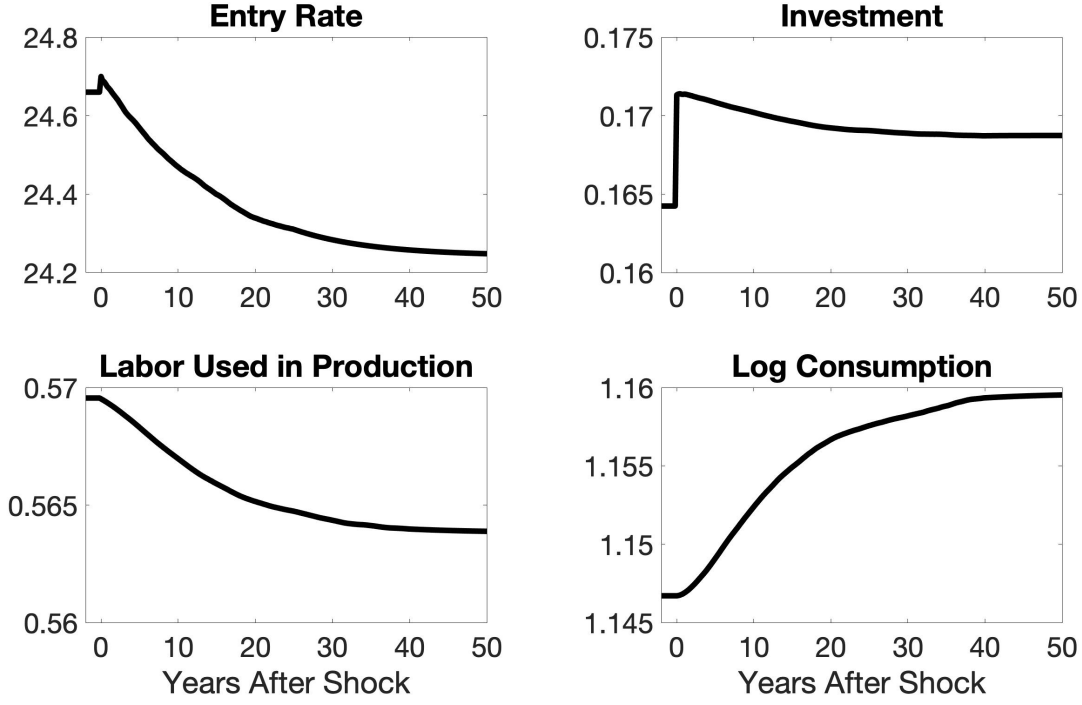 Entry Rate
24.8
24.6
24.4
24.2
0 10 20 30 40 50
Investment
0.175
0.17
0.165
0.16
0 10 20 30 40 50
Labor Used in Production
0.57
0.565
0.56
0 10 20 30 40 50
Years After Shock
Log Consumption
1.16
1.155
1.15
1.145
0 10 20 30 40 50
Years After Shock